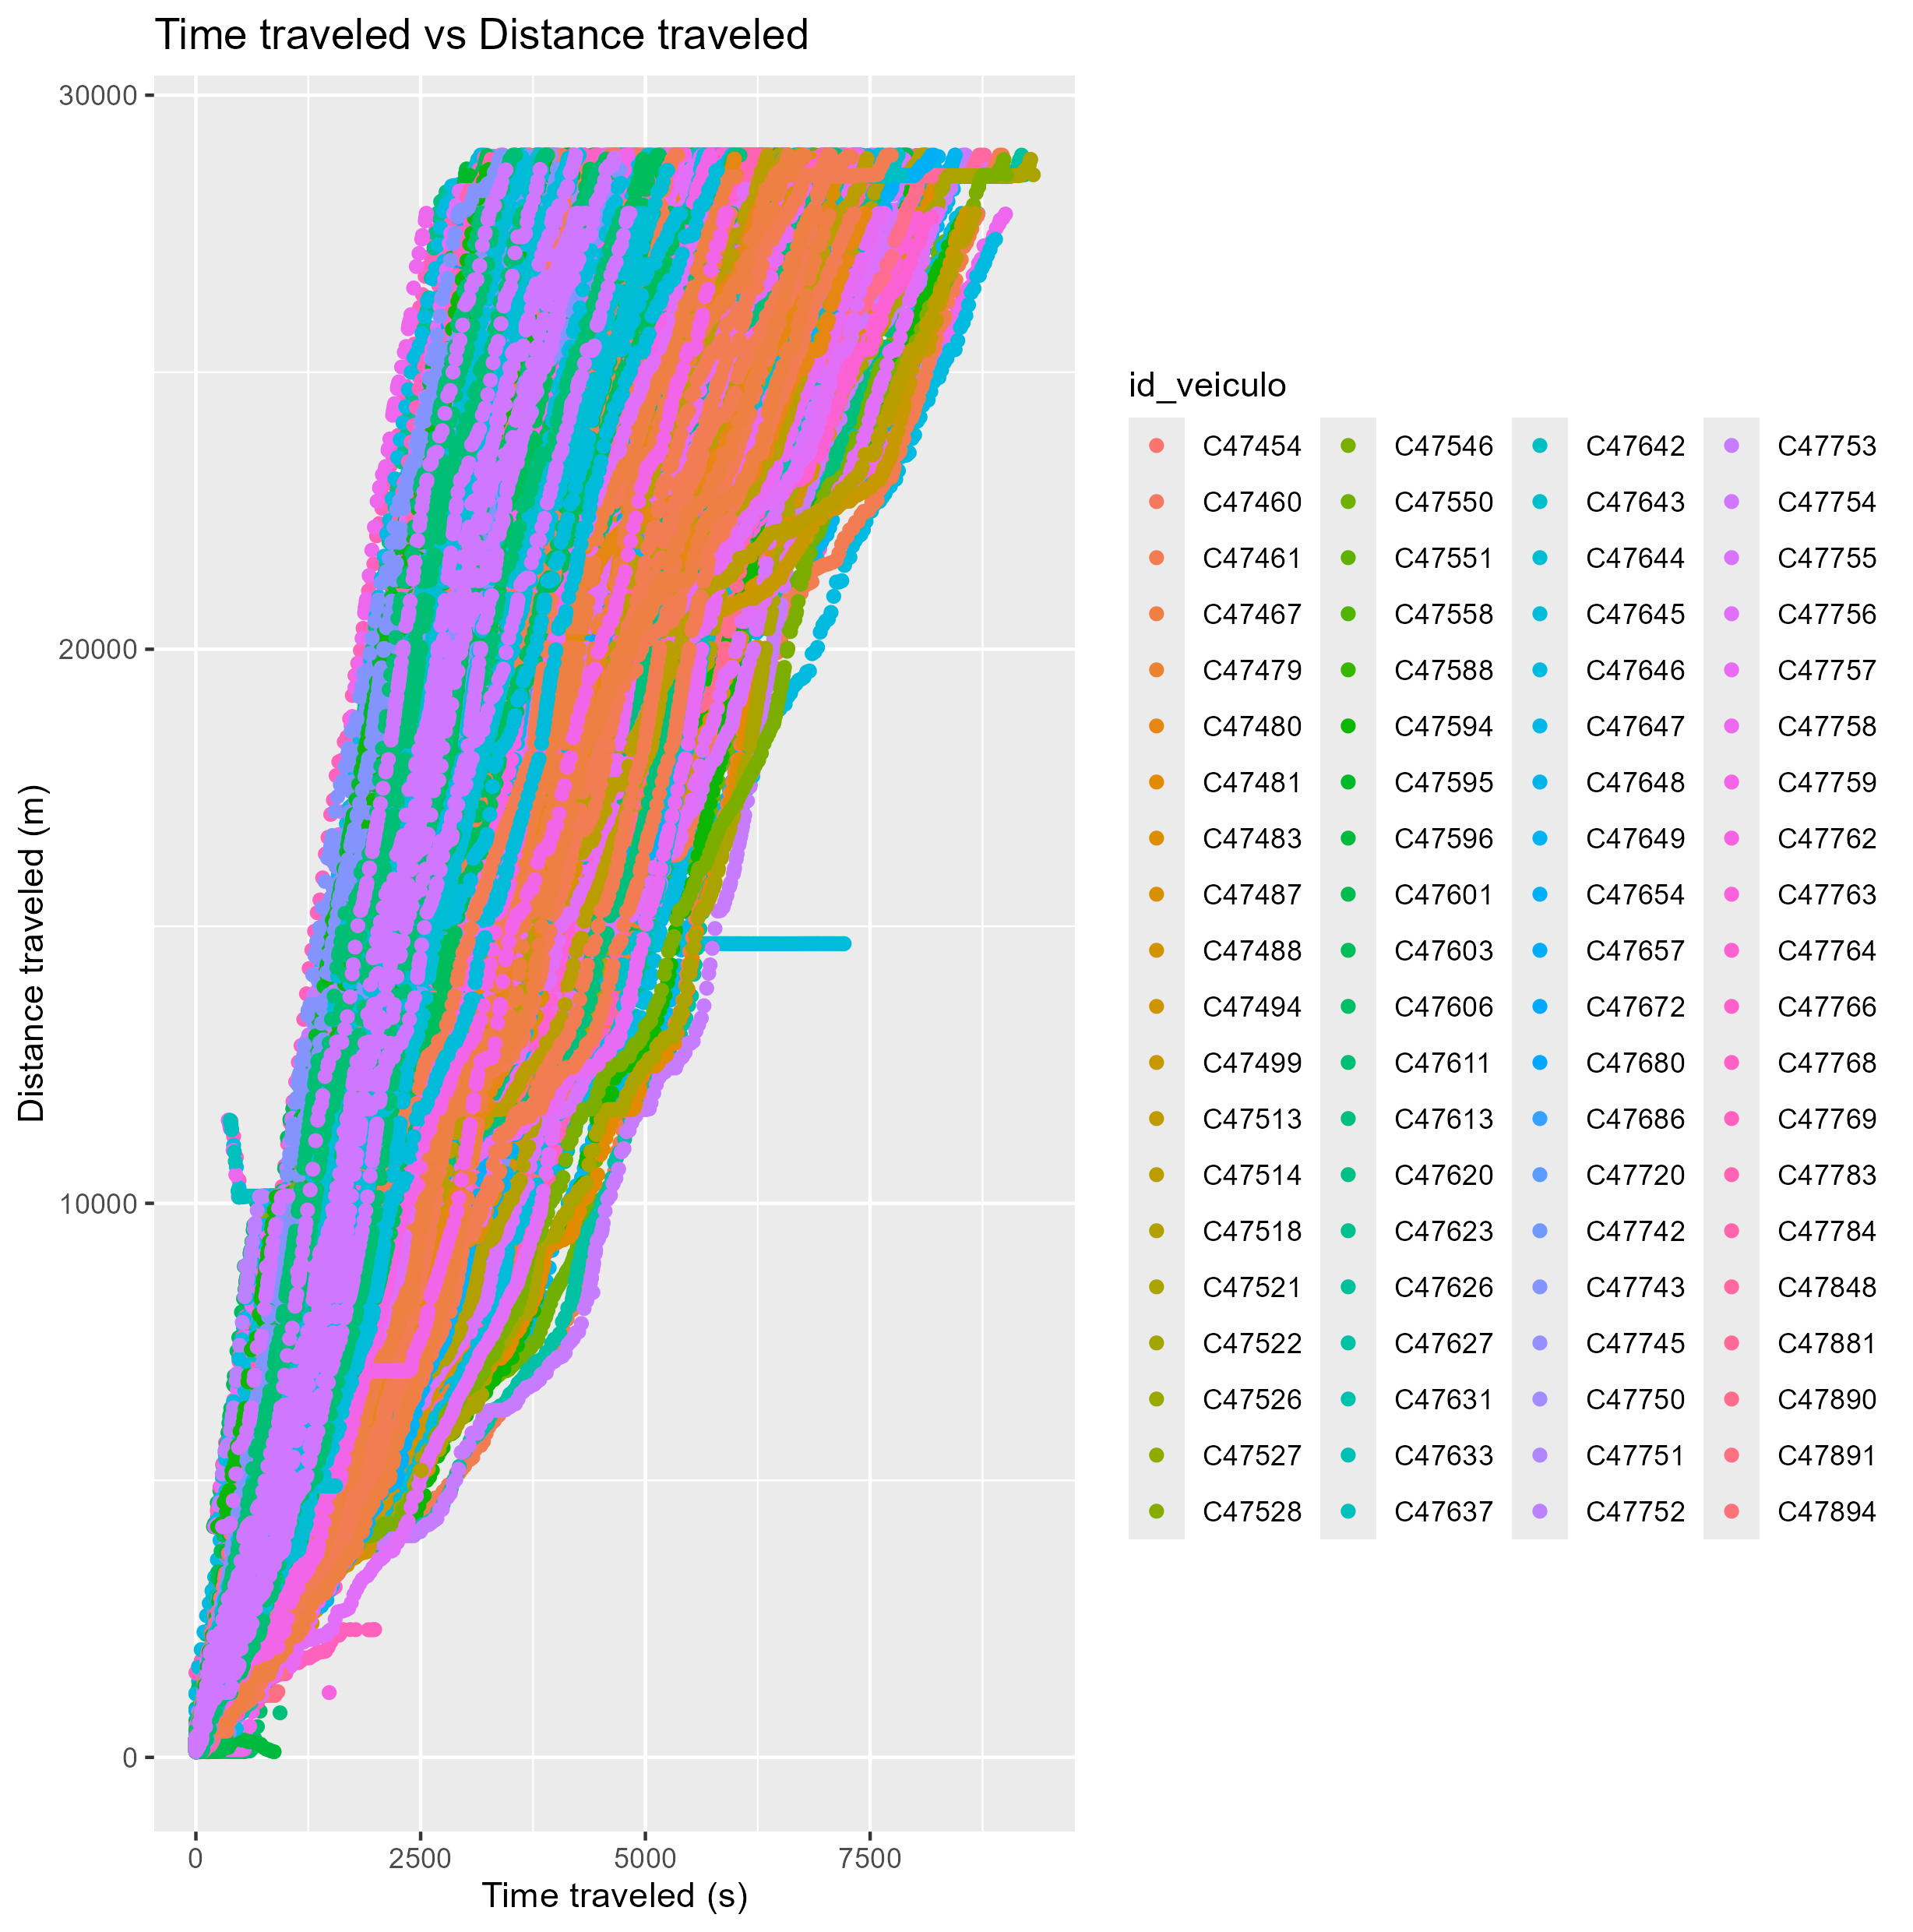 Time traveled vs Distance traveled
30000
20000
10000
0
Distance traveled (m)
0 2500 5000 7500
Time traveled (s)
id_veiculo
C47454 C47546 C47642 C47753
C47460 C47550 C47643 C47754
C47461 C47551 C47644 C47755
C47467 C47558 C47645 C47756
C47479 C47588 C47646 C47757
C47480 C47594 C47647 C47758
C47481 C47595 C47648 C47759
C47483 C47596 C47649 C47762
C47487 C47601 C47654 C47763
C47488 C47603 C47657 C47764
C47494 C47606 C47672 C47766
C47499 C47611 C47680 C47768
C47513 C47613 C47686 C47769
C47514 C47620 C47720 C47783
C47518 C47623 C47742 C47784
C47521 C47626 C47743 C47848
C47522 C47627 C47745 C47881
C47526 C47631 C47750 C47890
C47527 C47633 C47751 C47891
C47528 C47637 C47752 C47894